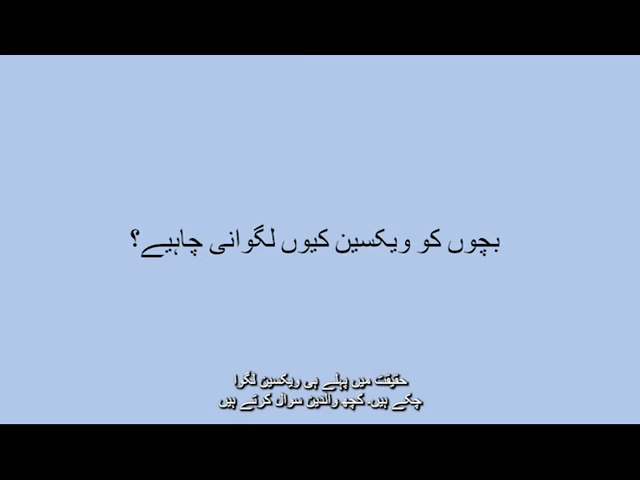 بچوں کو ویکسین کیوں لگوانی چاہیے؟
حقیقت میں پہلے ہی ویکسین لگوا
چکے ہیں۔ کچھ والدین سوال کرتے ہیں